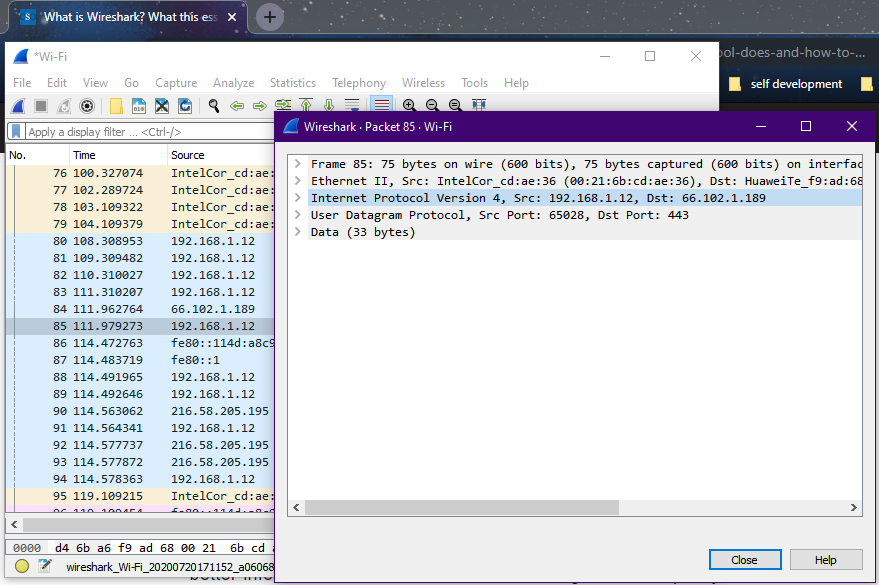 S What is Wireshark? What this ess
ool-does-and-how-to-...
self development
*Wi-Fi
File Edit View Go Capture Analyze Statistics Telephony Wireless Tools Help
Apply a display filter ... <Ctrl-/>
No. Time Source
76 100.327074 IntelCor_cd:ae:
77 102.289724 IntelCor_cd:ae:
78 103.109322 IntelCor_cd:ae:
79 104.109379 IntelCor_cd:ae:
80 108.308953 192.168.1.12
81 109.309482 192.168.1.12
82 110.310027 192.168.1.12
83 111.310207 192.168.1.12
84 111.962764 66.102.1.189
85 111.979273 192.168.1.12
86 114.472763 fe80::114d:a8c9
87 114.483719 fe80::1
88 114.491965 192.168.1.12
89 114.492646 192.168.1.12
90 114.563062 216.58.205.195
91 114.564341 192.168.1.12
92 114.577737 216.58.205.195
93 114.577872 216.58.205.195
94 114.578363 192.168.1.12
95 119.109215 IntelCor_cd:ae:
0000 d4 6b a6 f9 ad 68 00 21 6b cd a
wireshark_Wi-Fi_20200720171152_a06068
Wireshark · Packet 85 · Wi-Fi
Frame 85: 75 bytes on wire (600 bits), 75 bytes captured (600 bits) on interfac
Ethernet II, Src: IntelCor_cd:ae:36 (00:21:6b:cd:ae:36), Dst: HuaweiTe_f9:ad:68
Internet Protocol Version 4, Src: 192.168.1.12, Dst: 66.102.1.189
User Datagram Protocol, Src Port: 65028, Dst Port: 443
Data (33 bytes)
Close Help